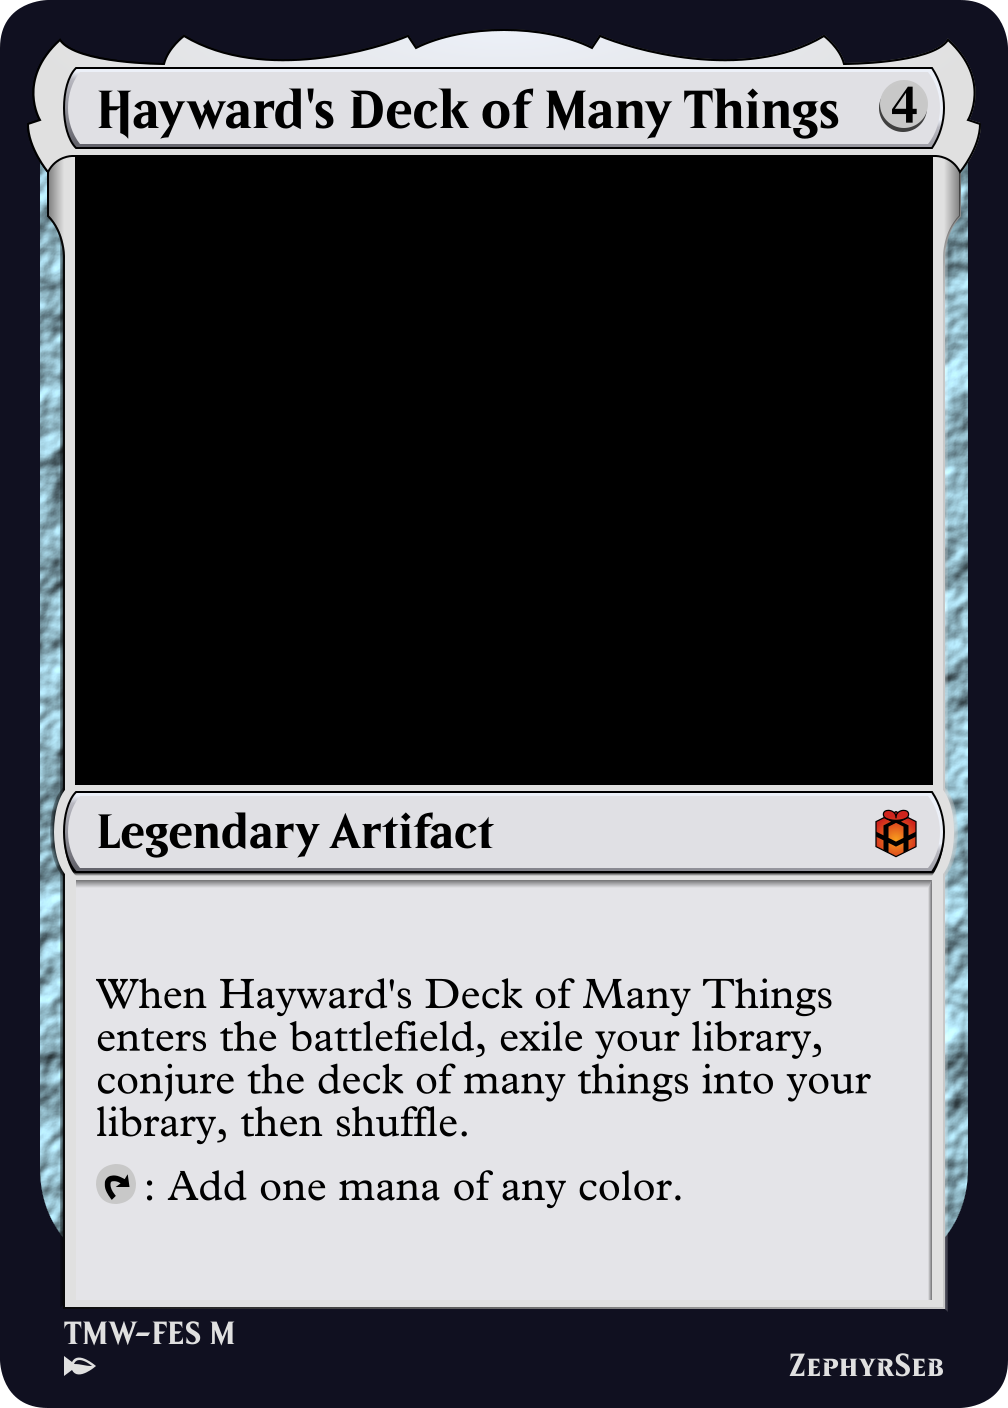 Hayward's Deck of Many Things 4
Legendary Artifact
When Hayward's Deck of Many Things
enters the battlefield, exile your library,
conjure the deck of many things into your
library, then shuffle.
: Add one mana of any color.
TMW-FES M
ZephyrSeb